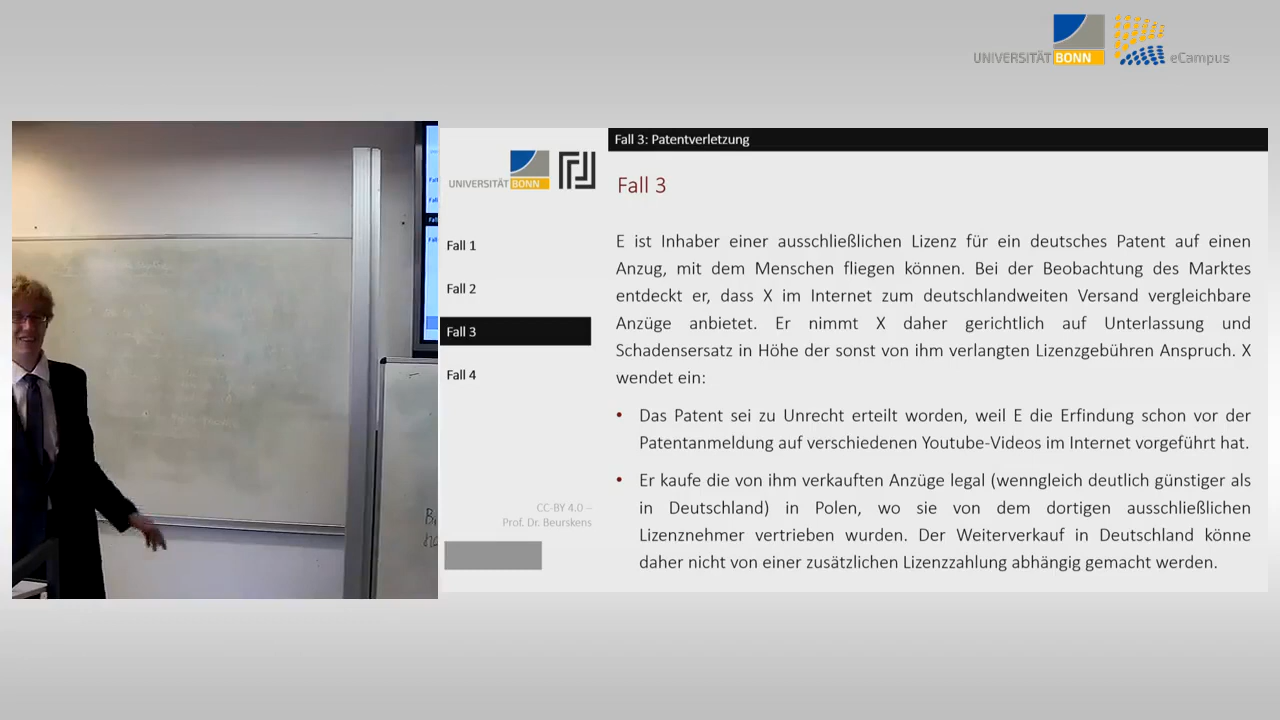 UNIVERSITÄT BONN eCampus
Fall 3: Patentverletzung
UNIVERSITÄT BONN
Fall 1
Fall 2
Fall 3
Fall 4
CC-BY 4.0 –
Prof. Dr. Beurskens
Fall 3
E ist Inhaber einer ausschließlichen Lizenz für ein deutsches Patent auf einen
Anzug, mit dem Menschen fliegen können. Bei der Beobachtung des Marktes
entdeckt er, dass X im Internet zum deutschlandweiten Versand vergleichbare
Anzüge anbietet. Er nimmt X daher gerichtlich auf Unterlassung und
Schadensersatz in Höhe der sonst von ihm verlangten Lizenzgebühren Anspruch. X
wendet ein:
• Das Patent sei zu Unrecht erteilt worden, weil E die Erfindung schon vor der
Patentanmeldung auf verschiedenen Youtube-Videos im Internet vorgeführt hat.
• Er kaufe die von ihm verkauften Anzüge legal (wenngleich deutlich günstiger als
in Deutschland) in Polen, wo sie von dem dortigen ausschließlichen
Lizenznehmer vertrieben wurden. Der Weiterverkauf in Deutschland könne
daher nicht von einer zusätzlichen Lizenzzahlung abhängig gemacht werden.